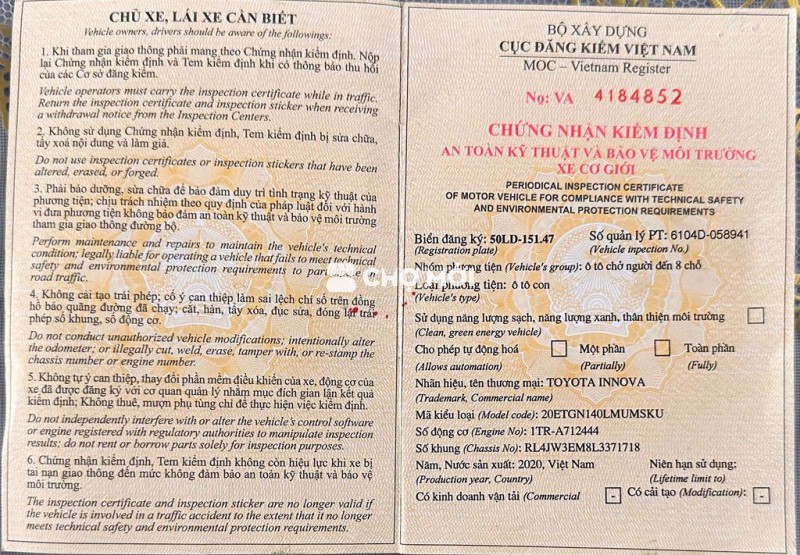 CHỦ XE, LÁI XE CẦN BIẾT
Vehicle owners, drivers should be aware of the followings:
1. Khi tham gia giao thông phải mang theo Chứng nhận kiểm định. Nộp
lại Chứng nhận kiểm định và Tem kiểm định khi có thông báo thu hồi
của các Cơ sở đăng kiểm.
Vehicle operators must carry the inspection certificate while in traffic.
Return the inspection certificate and inspection sticker when receiving
a withdrawal notice from the Inspection Centers.
2. Không sử dụng Chứng nhận kiểm định, Tem kiểm định bị sửa chữa,
tẩy xoá nội dung và làm giả.
Do not use inspection certificates or inspection stickers that have been
altered, erased, or forged.
3. Phải bảo dưỡng, sửa chữa để bảo đảm duy trì tình trạng kỹ thuật của
phương tiện; chịu trách nhiệm theo quy định của pháp luật đối với hành
vi đưa phương tiện không bảo đảm an toàn kỹ thuật và bảo vệ môi trường
tham gia giao thông đường bộ.
Perform maintenance and repairs to maintain the vehicle's technical
condition; legally liable for operating a vehicle that fails to meet technical
safety and environmental protection requirements to participate in
road traffic.
4. Không cải tạo trái phép; cố ý can thiệp làm sai lệch chỉ số trên đồng
hồ báo quãng đường đã chạy; cắt, hàn, tẩy xóa, đục sửa, đóng lại trái
phép số khung, số động cơ.
Do not conduct unauthorized vehicle modifications; intentionally alter
the odometer; or illegally cut, weld, erase, tamper with, or re-stamp the
chassis number or engine number.
5. Không tự ý can thiệp, thay đổi phần mềm điều khiển của xe, động cơ của
xe đã được đăng ký với cơ quan quản lý nhằm mục đích gian lận kết quả
kiểm định; Không thuê, mượn phụ tùng chỉ để thực hiện việc kiểm định.
Do not independently interfere with or alter the vehicle's control software
or engine registered with regulatory authorities to manipulate inspection
results; do not rent or borrow parts solely for inspection purposes.
6. Chứng nhận kiểm định, Tem kiểm định không còn hiệu lực khi xe bị
tai nạn giao thông đến mức không đảm bảo an toàn kỹ thuật và bảo vệ
môi trường.
The inspection certificate and inspection sticker are no longer valid if
the vehicle is involved in a traffic accident to the extent that it no longer
meets technical safety and environmental protection requirements.
BỘ XÂY DỰNG
CỤC ĐĂNG KIỂM VIỆT NAM
MOC – Vietnam Register
No: VA 4184852
CHỨNG NHẬN KIỂM ĐỊNH
AN TOÀN KỸ THUẬT VÀ BẢO VỆ MÔI TRƯỜNG
XE CƠ GIỚI
PERIODICAL INSPECTION CERTIFICATE
OF MOTOR VEHICLE FOR COMPLIANCE WITH TECHNICAL SAFETY
AND ENVIRONMENTAL PROTECTION REQUIREMENTS
Biển đăng ký: 50LD-151.47 Số quản lý PT: 6104D-058941
(Registration plate) (Vehicle inpection No.)
Nhóm phương tiện (Vehicle's group): ô tô chở người đến 8 chỗ
Loại phương tiện: ô tô con
(Vehicle's type)
Sử dụng năng lượng sạch, năng lượng xanh, thân thiện môi trường
(Clean, green energy vehicle)
Cho phép tự động hoá Một phần Toàn phần
(Allows automation) (Partially) (Fully)
Nhãn hiệu, tên thương mại: TOYOTA INNOVA
(Trademark, Commercial name)
Mã kiểu loại (Model code): 20ETGN140LMUMSKU
Số động cơ (Engine No): 1TR-A712444
Số khung (Chassis No): RL4JW3EM8L3371718
Năm, Nước sản xuất: 2020, Việt Nam Niên hạn sử dụng:
(Production year, Country) (Lifetime limit to)
Có kinh doanh vận tải (Commercial - Có cải tạo (Modification): -